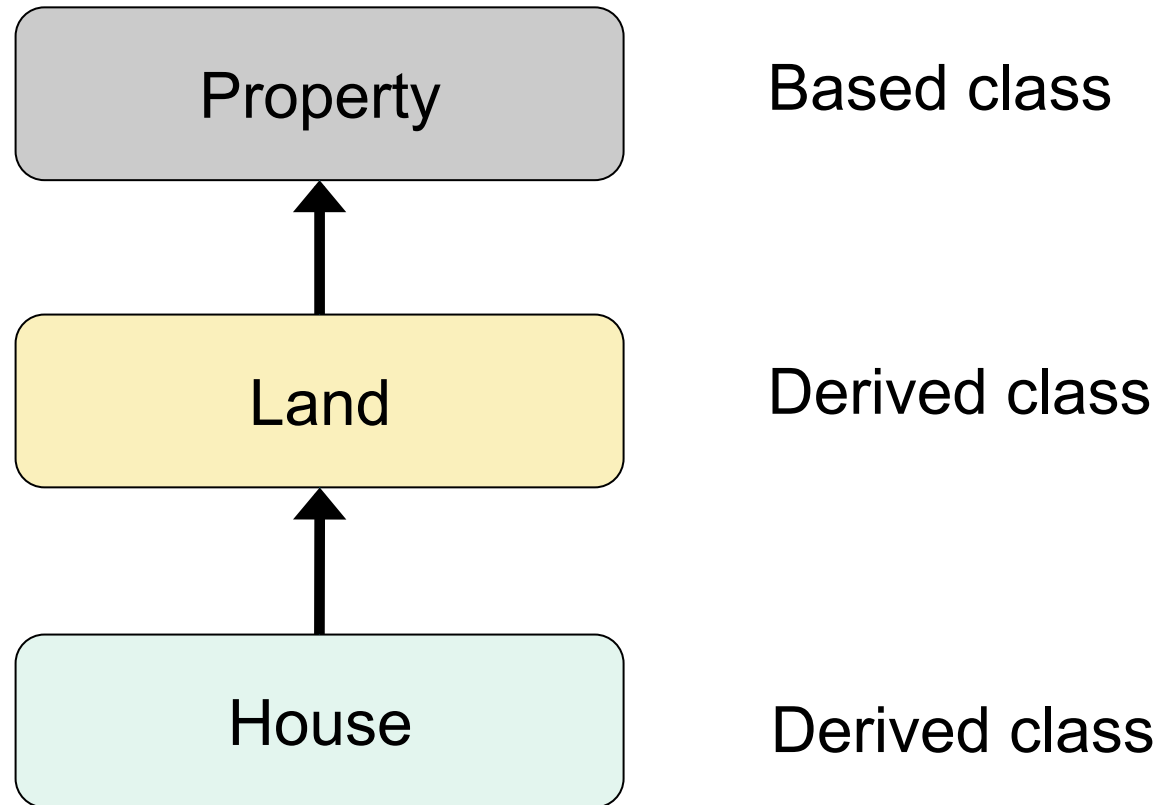 Property
Based class
Land
Derived class
House
Derived class